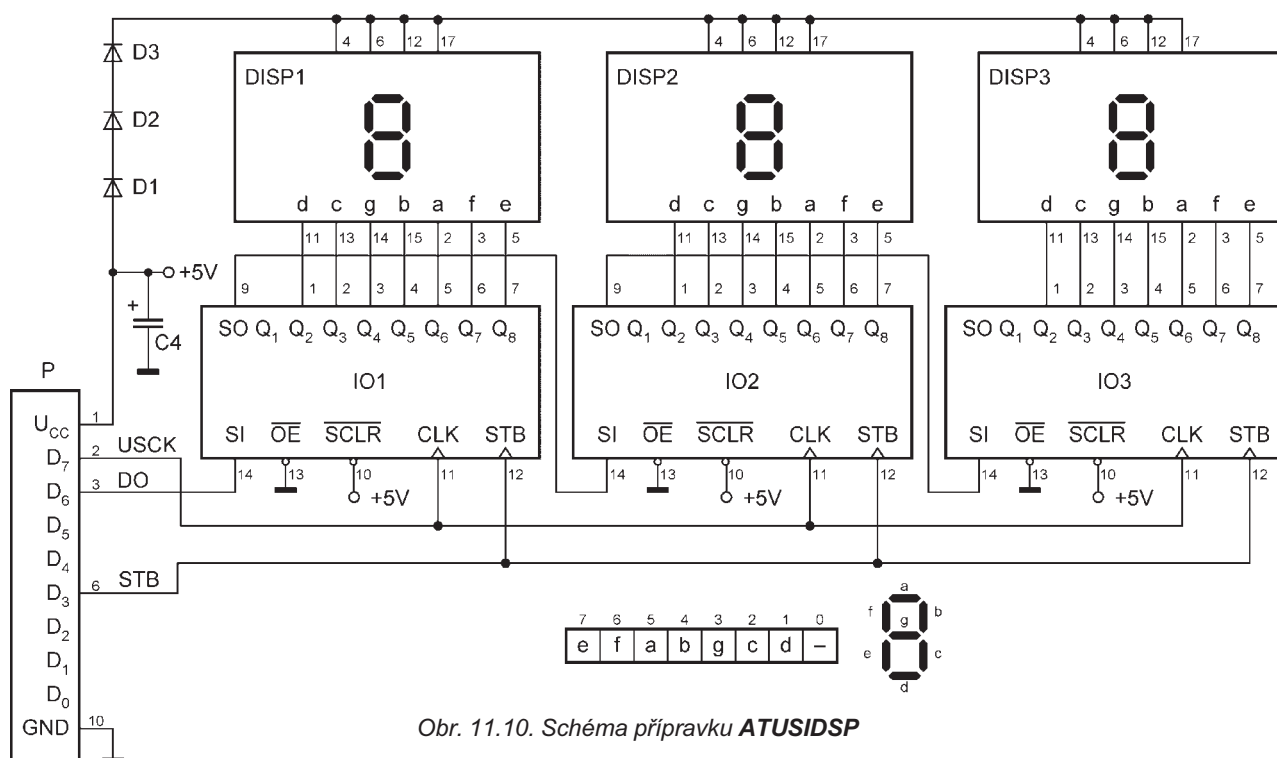 4 6 12 17 4 6 12 17 4 6 12 17
D3
DISP1 DISP2 DISP3
D2
D1
d c g b a f e d c g b a f e d c g b a f e
11 13 14 15 2 3 5 11 13 14 15 2 3 5 11 13 14 15 2 3 5
+5V
9 1 2 3 4 5 6 7 9 1 2 3 4 5 6 7 1 2 3 4 5 6 7
+
C4
SO Q1 Q2 Q3 Q4 Q5 Q6 Q7 Q8 SO Q1 Q2 Q3 Q4 Q5 Q6 Q7 Q8 SO Q1 Q2 Q3 Q4 Q5 Q6 Q7 Q8
P
IO1 IO2 IO3
UCC 1
SI OE SCLR CLK STB SI OE SCLR CLK STB SI OE SCLR CLK STB
D7 2 USCK
14 13 10 11 12 14 13 10 11 12 14 13 10 11 12
D6 3 DO
+5V +5V +5V
D5
D4
D3 6 STB
D2
D1
D0
GND 10
7 6 5 4 3 2 1 0
e f a b g c d –
a
f b
g
e c
d
Obr. 11.10. Schéma přípravku ATUSIDSP